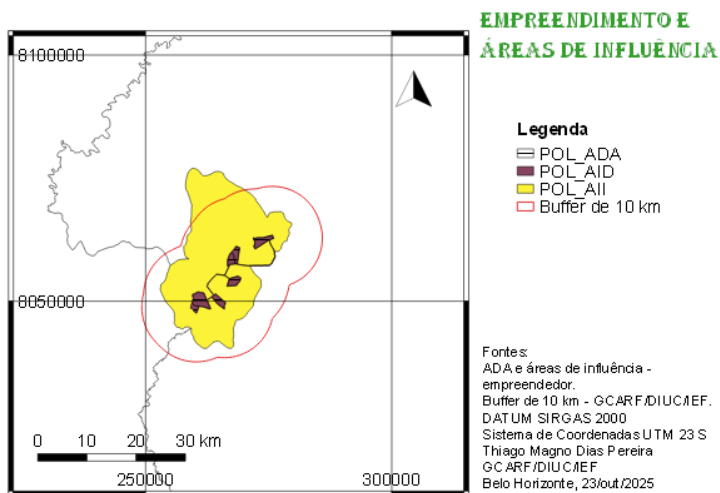 EMPREENDIMENTO E
ÁREAS DE INFLUÊNCIA
8100000
Legenda
POL_ADA
POL_AID
POL_AII
Buffer de 10 km
8050000
Fontes:
ADA e áreas de influência -
empreendedor.
Buffer de 10 km - GCARF/DIUC/IEF.
DATUM SIRGAS 2000
Sistema de Coordenadas UTM 23 S
Thiago Magno Dias Pereira
GCARF/DIUC/IEF
Belo Horizonte, 23/out/2025
0 10 20 30 km
250000 300000